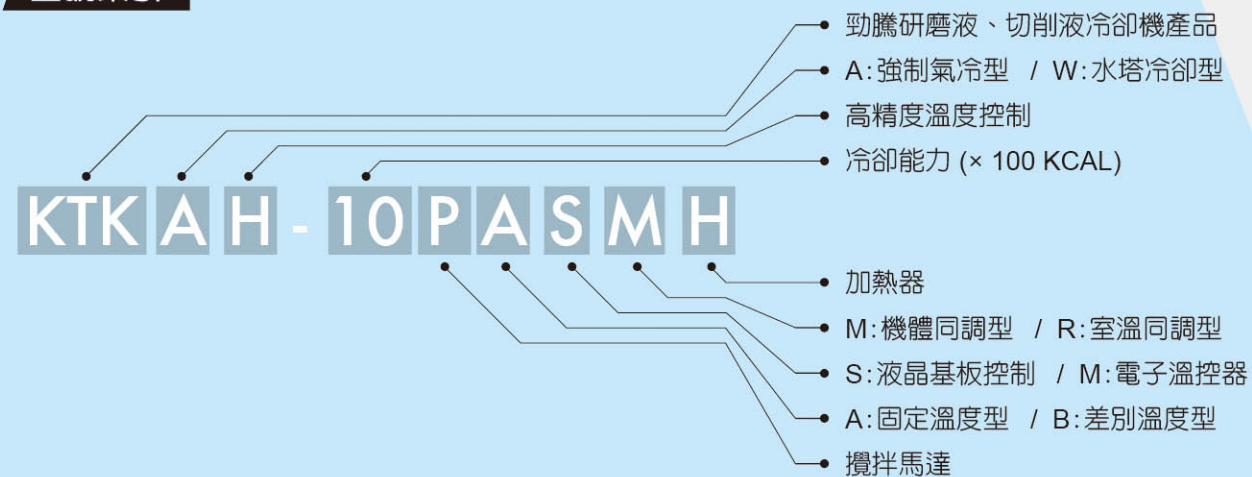 勁騰研磨液、切削液冷卻機產品
A:強制氣冷型 / W:水塔冷卻型
高精度溫度控制
冷卻能力 (× 100 KCAL)
KTK A H - 10 P A S M H
加熱器
M:機體同調型 / R:室溫同調型
S:液晶基板控制 / M:電子溫控器
A:固定溫度型 / B:差別溫度型
攪拌馬達